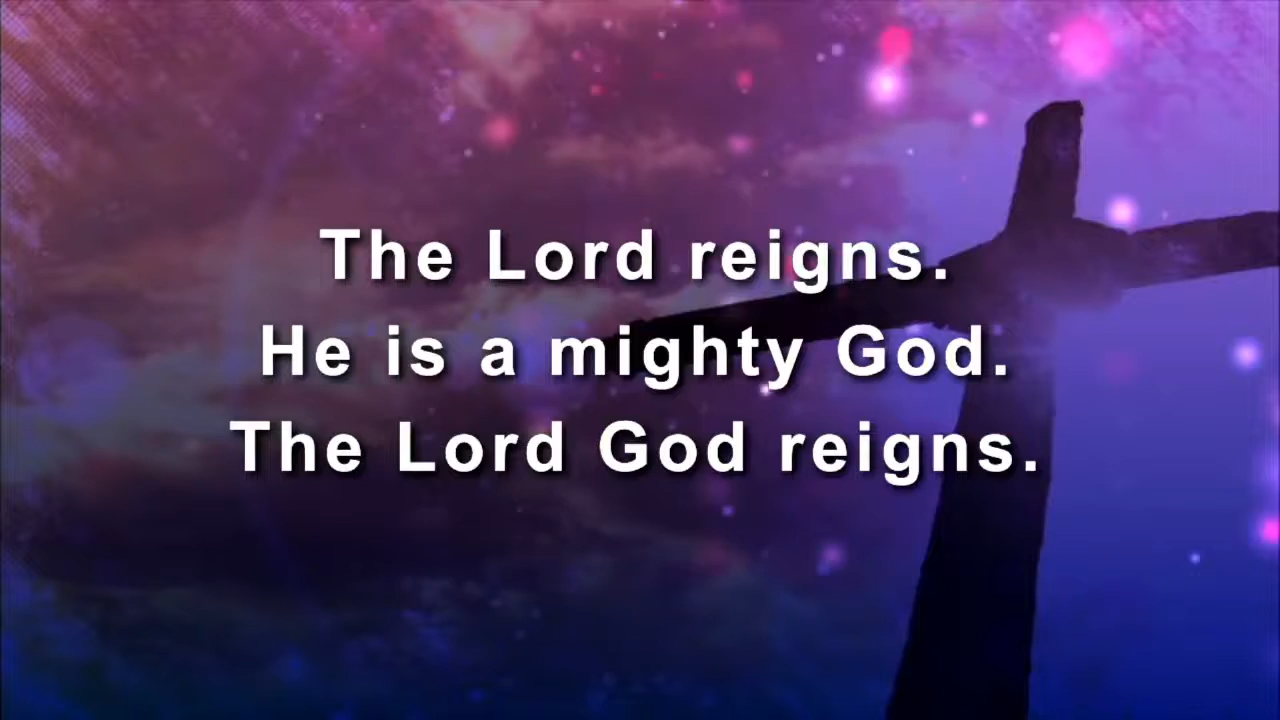 The Lord reigns.
He is a mighty God.
The Lord God reigns.